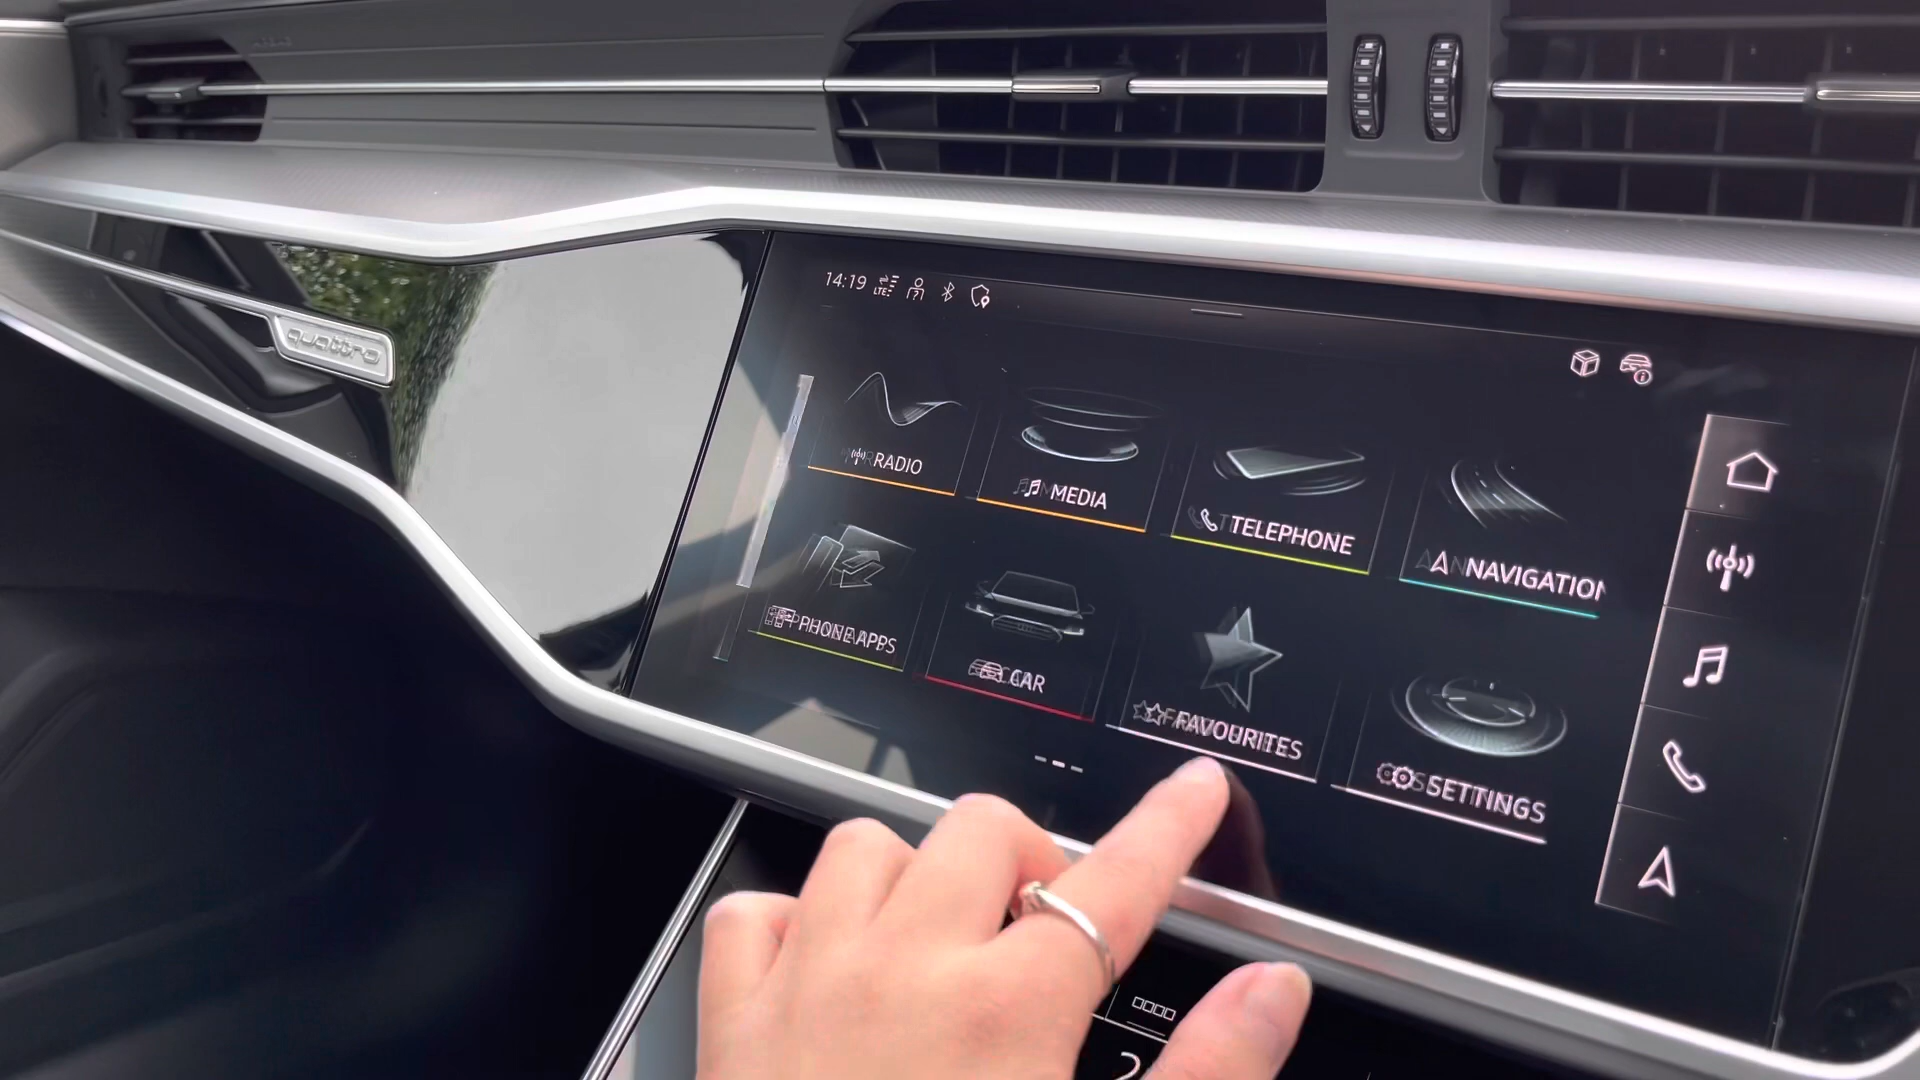 14:19
LTE
quattro
RADIO
MEDIA
TELEPHONE
NAVIGATION
PHONE APPS
CAR
FAVOURITES
SETTINGS